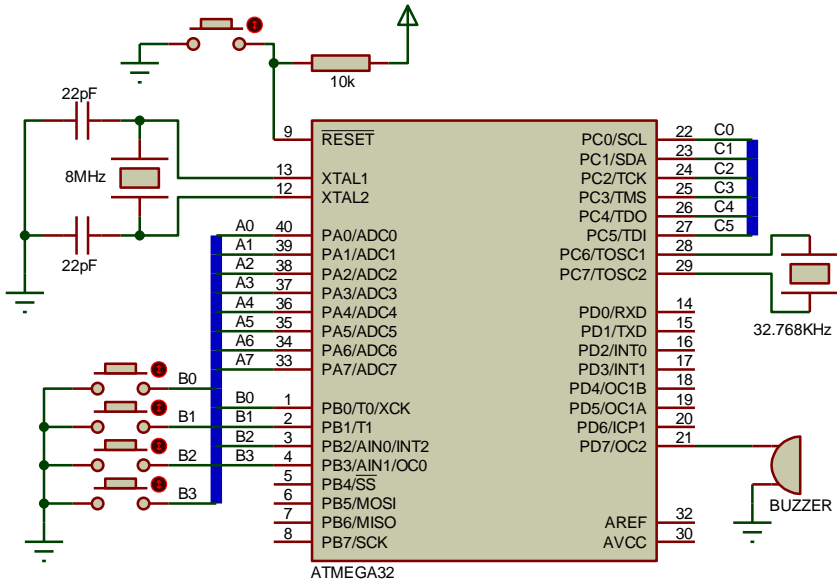 10k
22pF
8MHz
22pF
9 RESET
13 XTAL1
12 XTAL2
A0 40 PA0/ADC0
A1 39 PA1/ADC1
A2 38 PA2/ADC2
A3 37 PA3/ADC3
A4 36 PA4/ADC4
A5 35 PA5/ADC5
A6 34 PA6/ADC6
A7 33 PA7/ADC7
B0
B1
B2
B3
B0 1 PB0/T0/XCK
B1 2 PB1/T1
B2 3 PB2/AIN0/INT2
B3 4 PB3/AIN1/OC0
5 PB4/SS
6 PB5/MOSI
7 PB6/MISO
8 PB7/SCK
PC0/SCL 22 C0
PC1/SDA 23 C1
PC2/TCK 24 C2
PC3/TMS 25 C3
PC4/TDO 26 C4
PC5/TDI 27 C5
PC6/TOSC1 28
PC7/TOSC2 29
32.768KHz
PD0/RXD 14
PD1/TXD 15
PD2/INT0 16
PD3/INT1 17
PD4/OC1B 18
PD5/OC1A 19
PD6/ICP1 20
PD7/OC2 21
BUZZER
AREF 32
AVCC 30
ATMEGA32